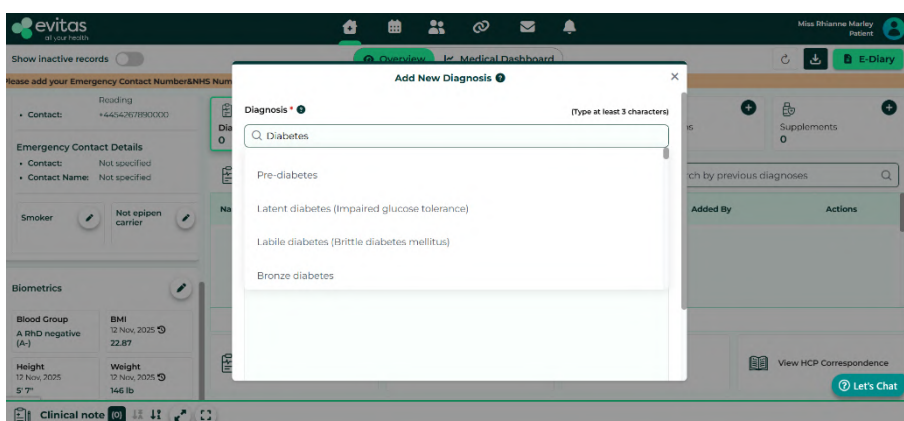 evitas
all your health
Miss Rhianne Marley
Patient
Show inactive records
Overview
Medical Dashboard
E-Diary
Please add your Emergency Contact Number&NHS Num
Add New Diagnosis
Reading
• Contact: +4454267890000
Emergency Contact Details
• Contact: Not specified
• Contact Name: Not specified
Smoker
Not epipen
carrier
Biometrics
Blood Group
A RhD negative
(A-)
BMI
12 Nov, 2025
22.87
Height
12 Nov, 2025
5' 7"
Weight
12 Nov, 2025
146 lb
Dia
0
Na
Diagnosis *
(Type at least 3 characters)
Diabetes
Pre-diabetes
Latent diabetes (Impaired glucose tolerance)
Labile diabetes (Brittle diabetes mellitus)
Bronze diabetes
Supplements
0
rch by previous diagnoses
Added By
Actions
View HCP Correspondence
Let's Chat
Clinical note (0)